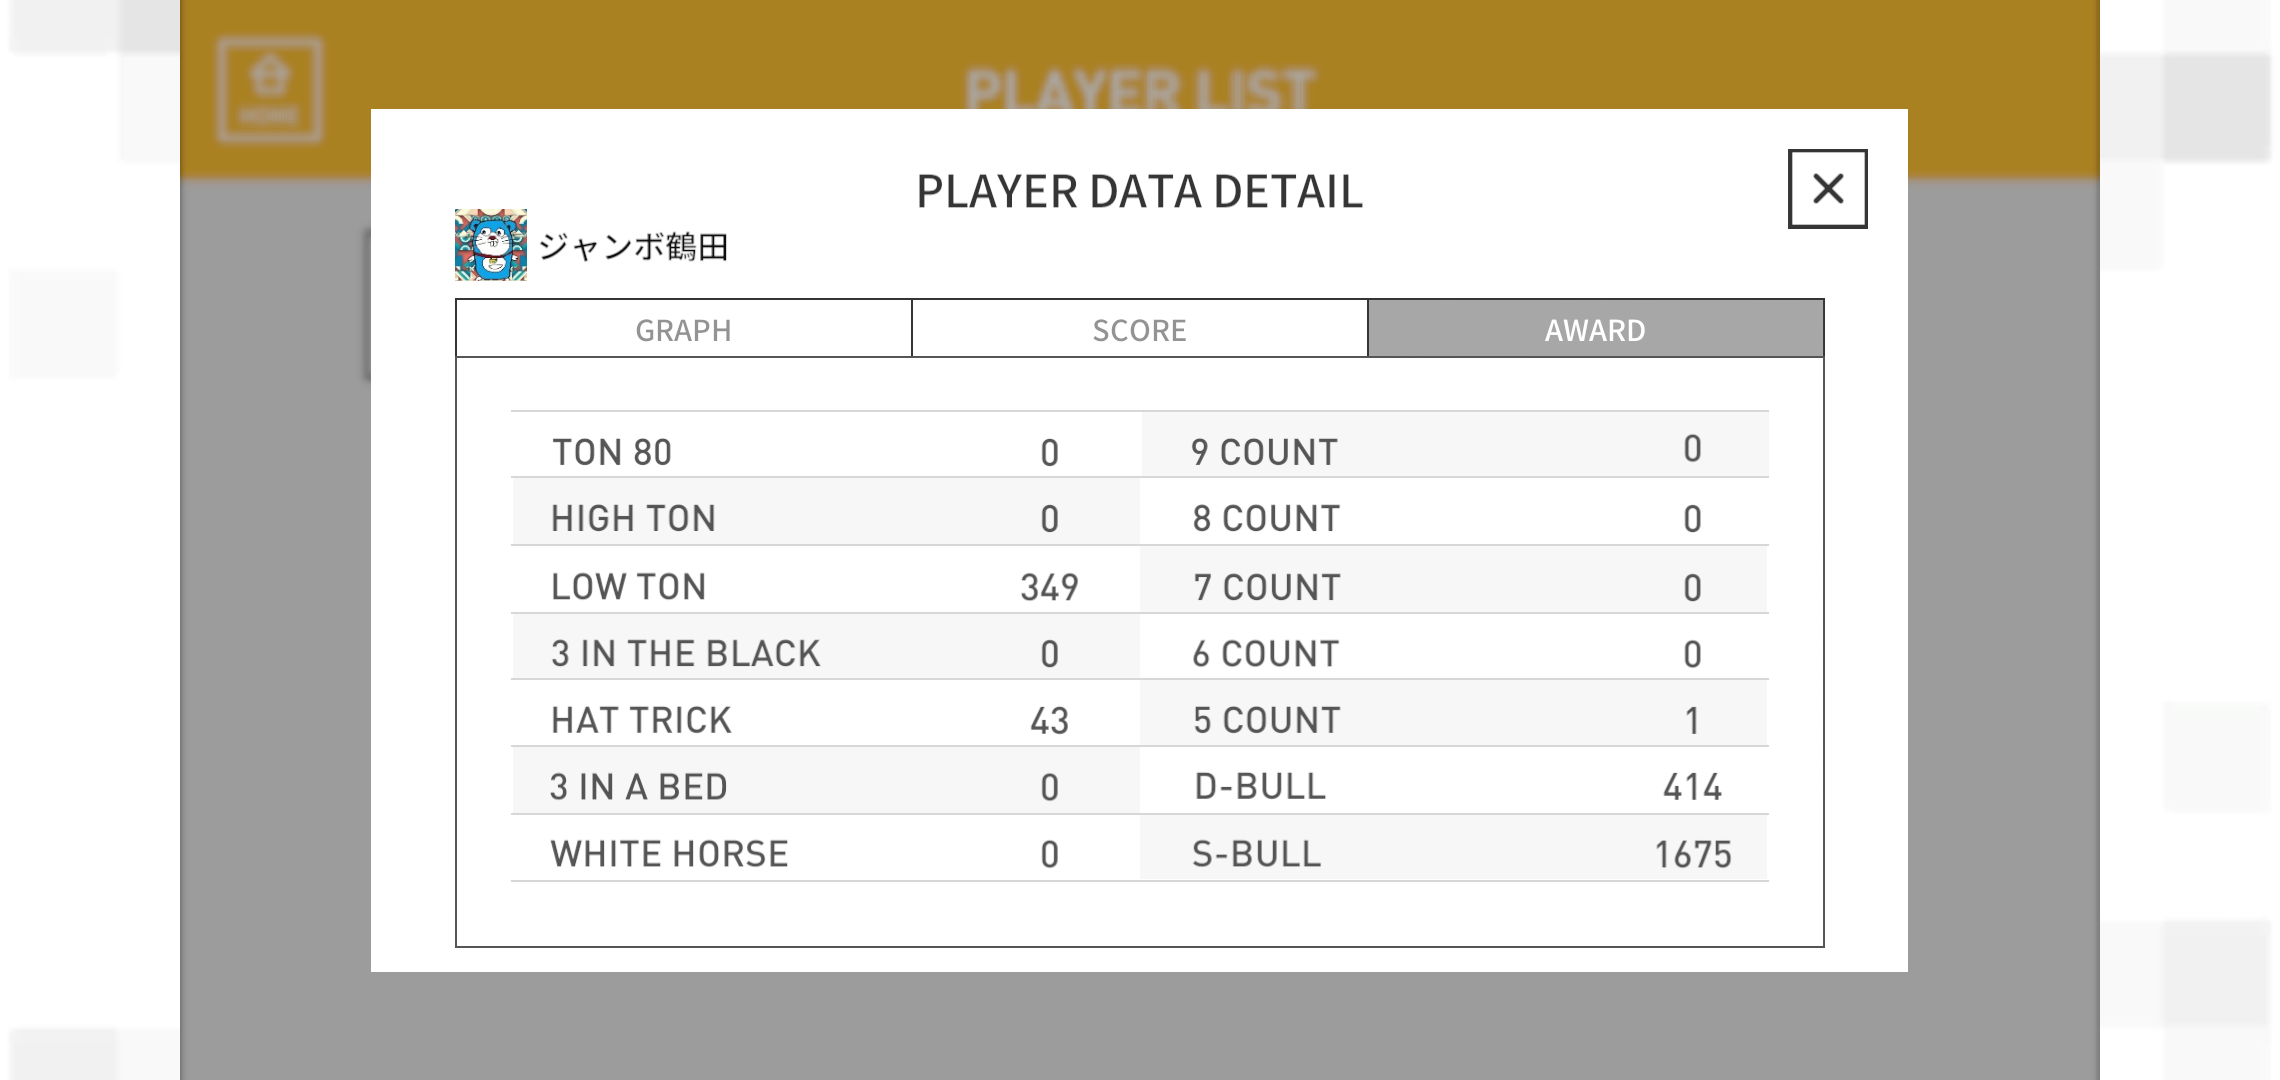 HOME
PLAYER LIST
PLAYER DATA DETAIL
ジャンボ鶴田
GRAPH SCORE AWARD
TON 80 0 9 COUNT 0
HIGH TON 0 8 COUNT 0
LOW TON 349 7 COUNT 0
3 IN THE BLACK 0 6 COUNT 0
HAT TRICK 43 5 COUNT 1
3 IN A BED 0 D-BULL 414
WHITE HORSE 0 S-BULL 1675